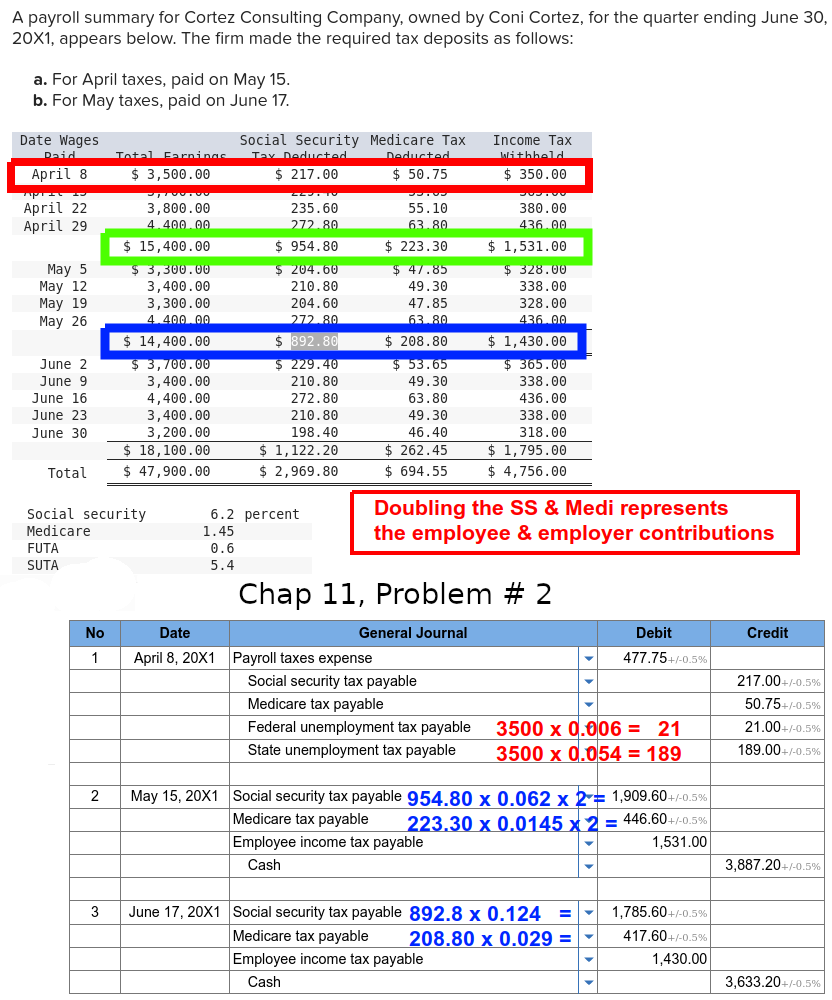 A payroll summary for Cortez Consulting Company, owned by Coni Cortez, for the quarter ending June 30,
20X1, appears below. The firm made the required tax deposits as follows:
a. For April taxes, paid on May 15.
b. For May taxes, paid on June 17.
Date Wages Social Security Medicare Tax Income Tax
Paid Total Earnings Tax Deducted Deducted Withheld
April 8 $ 3,500.00 $ 217.00 $ 50.75 $ 350.00
April 15 3,700.00 229.40 53.65 365.00
April 22 3,800.00 235.60 55.10 380.00
April 29 4,400.00 272.80 63.80 436.00
$ 15,400.00 $ 954.80 $ 223.30 $ 1,531.00
May 5 $ 3,300.00 $ 204.60 $ 47.85 $ 328.00
May 12 3,400.00 210.80 49.30 338.00
May 19 3,300.00 204.60 47.85 328.00
May 26 4,400.00 272.80 63.80 436.00
$ 14,400.00 $ 892.80 $ 208.80 $ 1,430.00
June 2 $ 3,700.00 $ 229.40 $ 53.65 $ 365.00
June 9 3,400.00 210.80 49.30 338.00
June 16 4,400.00 272.80 63.80 436.00
June 23 3,400.00 210.80 49.30 338.00
June 30 3,200.00 198.40 46.40 318.00
$ 18,100.00 $ 1,122.20 $ 262.45 $ 1,795.00
Total $ 47,900.00 $ 2,969.80 $ 694.55 $ 4,756.00
Social security 6.2 percent
Medicare 1.45
FUTA 0.6
SUTA 5.4
Doubling the SS & Medi represents
the employee & employer contributions
Chap 11, Problem # 2
No Date General Journal Debit Credit
1 April 8, 20X1 Payroll taxes expense 477.75+/-0.5%
Social security tax payable 217.00+/-0.5%
Medicare tax payable 50.75+/-0.5%
Federal unemployment tax payable 3500 x 0.006 = 21 21.00+/-0.5%
State unemployment tax payable 3500 x 0.054 = 189 189.00+/-0.5%
2 May 15, 20X1 Social security tax payable 954.80 x 0.062 x 2 = 1,909.60+/-0.5%
Medicare tax payable 223.30 x 0.0145 x 2 = 446.60+/-0.5%
Employee income tax payable 1,531.00
Cash 3,887.20+/-0.5%
3 June 17, 20X1 Social security tax payable 892.8 x 0.124 = 1,785.60+/-0.5%
Medicare tax payable 208.80 x 0.029 = 417.60+/-0.5%
Employee income tax payable 1,430.00
Cash 3,633.20+/-0.5%